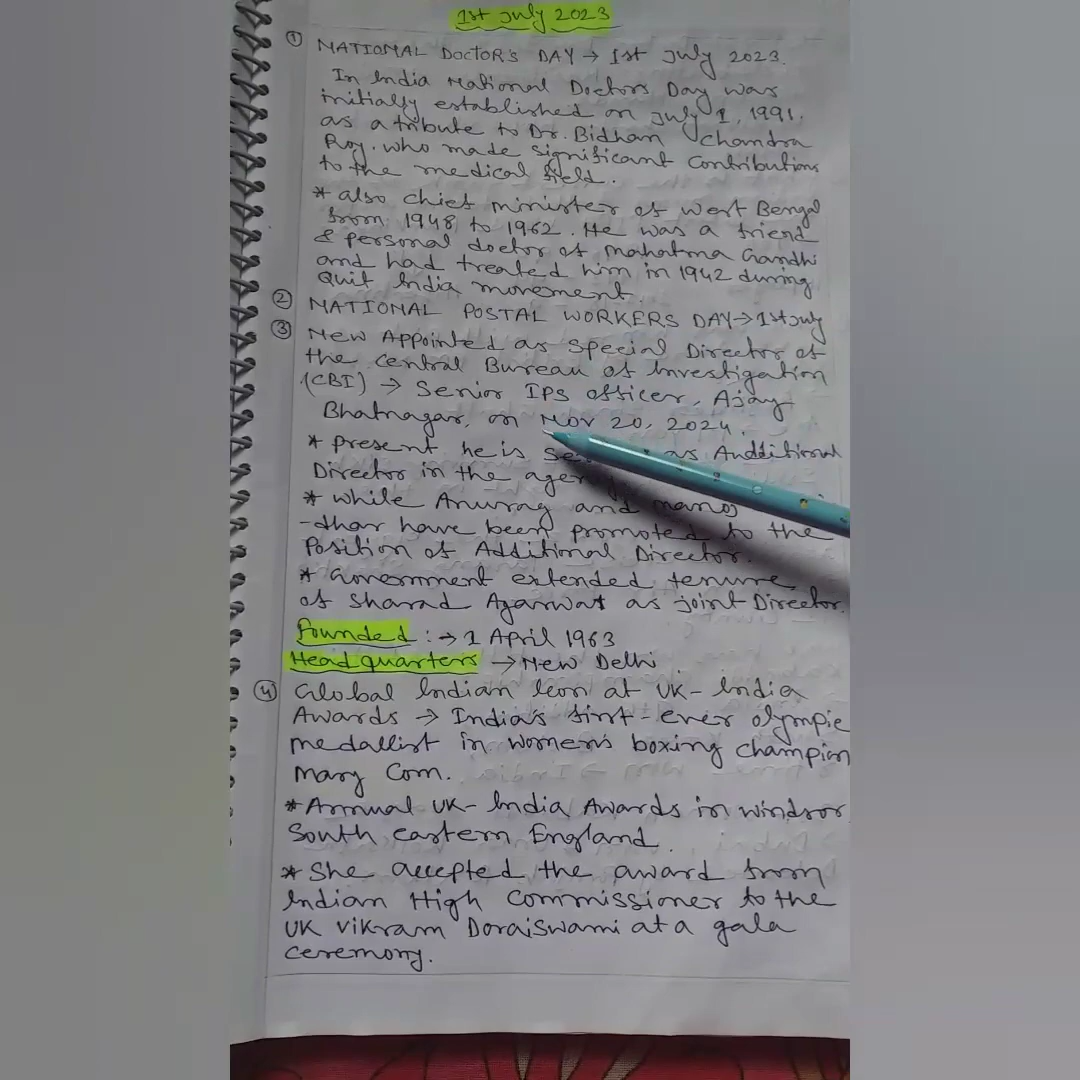 1st July 2023
① NATIONAL DOCTOR'S DAY → 1st July 2023.
In India National Doctors Day was
initially established on July 1, 1991,
as a tribute to Dr. Bidhan Chandra
Roy. who made significant contributions
to the medical field.
* also chief minister of West Bengal
from 1948 to 1962. He was a friend
& personal doctor of Mahatma Gandhi
and had treated him in 1942 during
Quit India movement.
② NATIONAL POSTAL WORKERS DAY → 1st July
③ New Appointed as Special Director of
the Central Bureau of Investigation
(CBI) → Senior IPS officer, Ajay
Bhatnagar, on Nov 20, 2024.
* present he is as Audditional
Director in the
* while Anurag and
-dhar have been promoted to the
Position of Additional Director.
* Government extended tenure
of Sharad Agarwal as joint Director.
Founded : → 1 April 1963
Headquarters → New Delhi
④ Global Indian Icon at UK-India
Awards → India's first-ever olympic
medallist in women's boxing champion
Mary Com.
* Annual UK-India Awards in windsor
South eastern England.
* She accepted the award from
Indian High Commissioner to the
UK Vikram Doraiswami at a gala
ceremony.